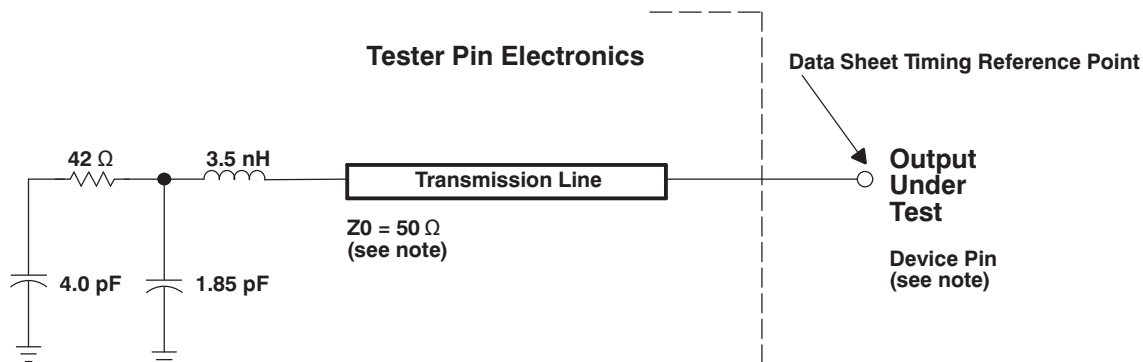 Tester Pin Electronics
Data Sheet Timing Reference Point
42 Ω
3.5 nH
Transmission Line
Output
Under
Test
Z0 = 50 Ω
(see note)
Device Pin
(see note)
4.0 pF
1.85 pF